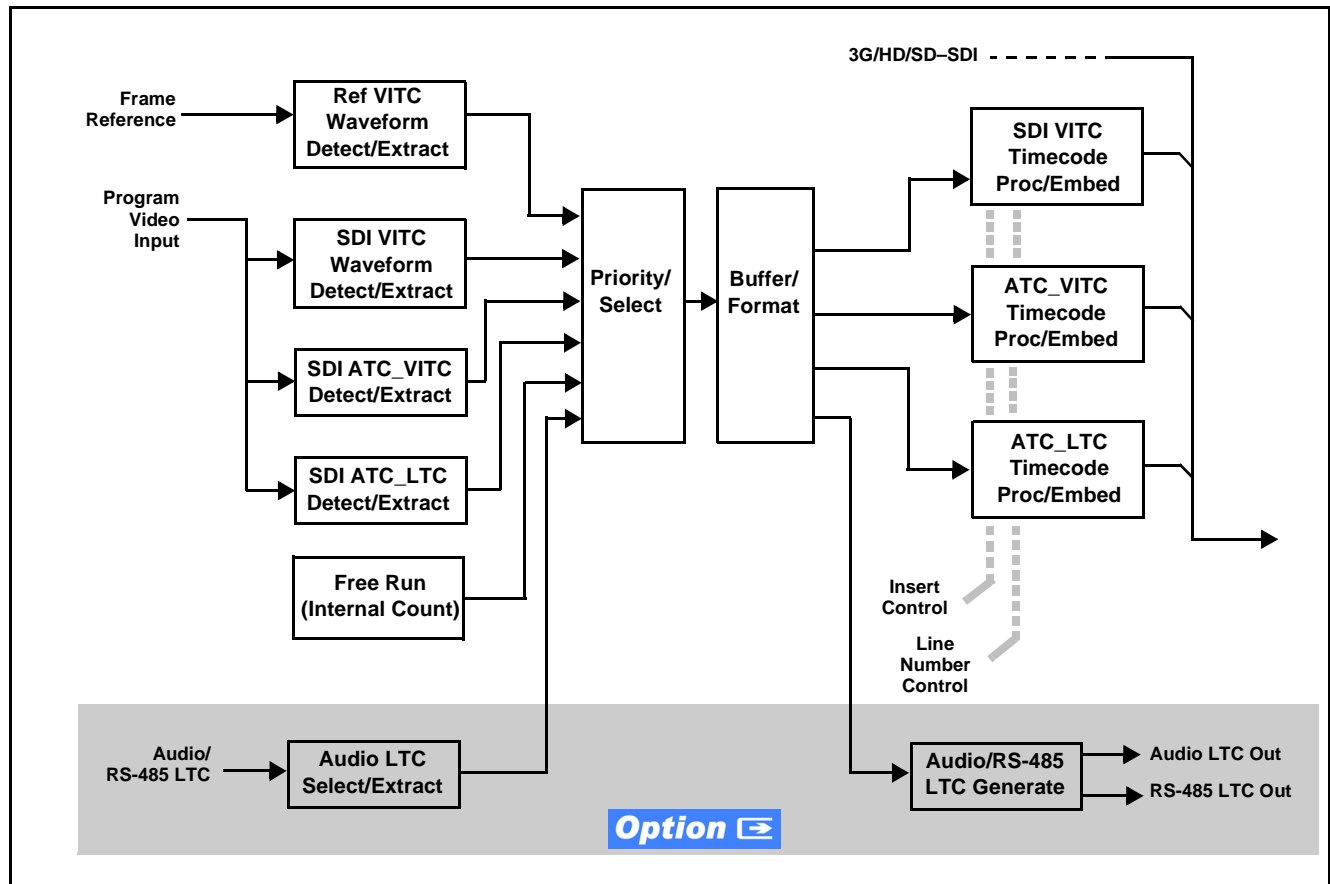 3G/HD/SD–SDI
Frame
Reference
Ref VITC
Waveform
Detect/Extract
SDI VITC
Timecode
Proc/Embed
Program
Video
Input
SDI VITC
Waveform
Detect/Extract
Priority/
Select
Buffer/
Format
ATC_VITC
Timecode
Proc/Embed
SDI ATC_VITC
Detect/Extract
ATC_LTC
Timecode
Proc/Embed
SDI ATC_LTC
Detect/Extract
Free Run
(Internal Count)
Insert
Control
Line
Number
Control
Audio/
RS-485 LTC
Audio LTC
Select/Extract
Audio/RS-485
LTC Generate
Audio LTC Out
RS-485 LTC Out
Option